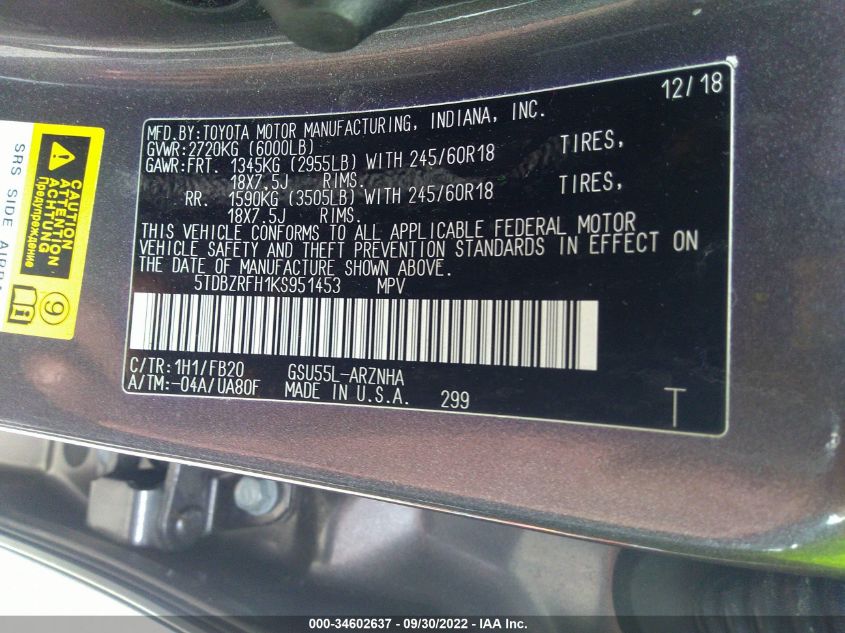 12/18
MFD.BY:TOYOTA MOTOR MANUFACTURING, INDIANA, INC.
GVWR:2720KG (6000LB)
GAWR:FRT. 1345KG (2955LB) WITH 245/60R18 TIRES,
18X7.5J RIMS.
RR. 1590KG (3505LB) WITH 245/60R18 TIRES,
18X7.5J RIMS.
THIS VEHICLE CONFORMS TO ALL APPLICABLE FEDERAL MOTOR
VEHICLE SAFETY AND THEFT PREVENTION STANDARDS IN EFFECT ON
THE DATE OF MANUFACTURE SHOWN ABOVE.
5TDBZRFH1KS951453 MPV
C/TR:1H1/FB20 GSU55L-ARZNHA
A/TM:-04A/UA80F MADE IN U.S.A. 299
T
CAUTION
ATTENTION
ACHTUNG
Предупреждение
9
i
SRS SIDE
000-34602637 - 09/30/2022 - IAA Inc.